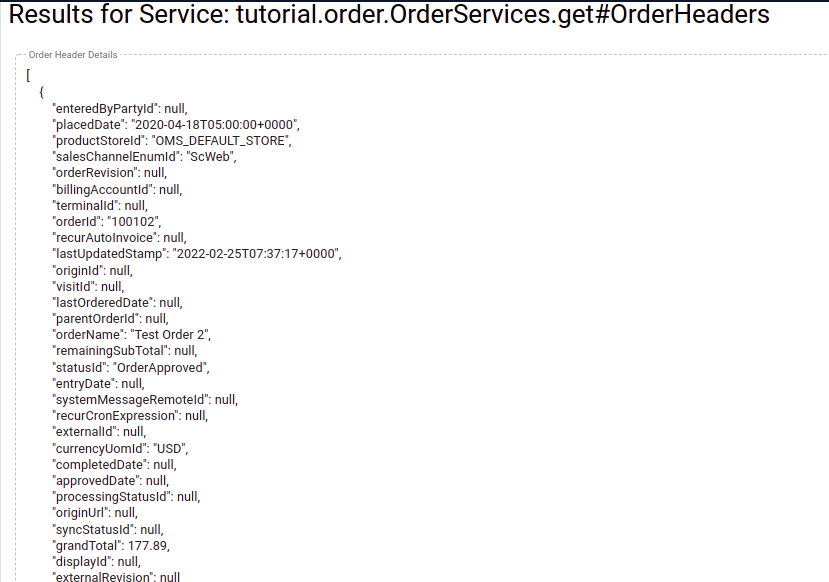 Results for Service: tutorial.order.OrderServices.get#OrderHeaders
Order Header Details
[
{
"enteredByPartyId": null,
"placedDate": "2020-04-18T05:00:00+0000",
"productStoreId": "OMS_DEFAULT_STORE",
"salesChannelEnumId": "ScWeb",
"orderRevision": null,
"billingAccountId": null,
"terminalId": null,
"orderId": "100102",
"recurAutoInvoice": null,
"lastUpdatedStamp": "2022-02-25T07:37:17+0000",
"originId": null,
"visitId": null,
"lastOrderedDate": null,
"parentOrderId": null,
"orderName": "Test Order 2",
"remainingSubTotal": null,
"statusId": "OrderApproved",
"entryDate": null,
"systemMessageRemoteId": null,
"recurCronExpression": null,
"externalId": null,
"currencyUomId": "USD",
"completedDate": null,
"approvedDate": null,
"processingStatusId": null,
"originUrl": null,
"syncStatusId": null,
"grandTotal": 177.89,
"displayId": null,
"externalRevision": null